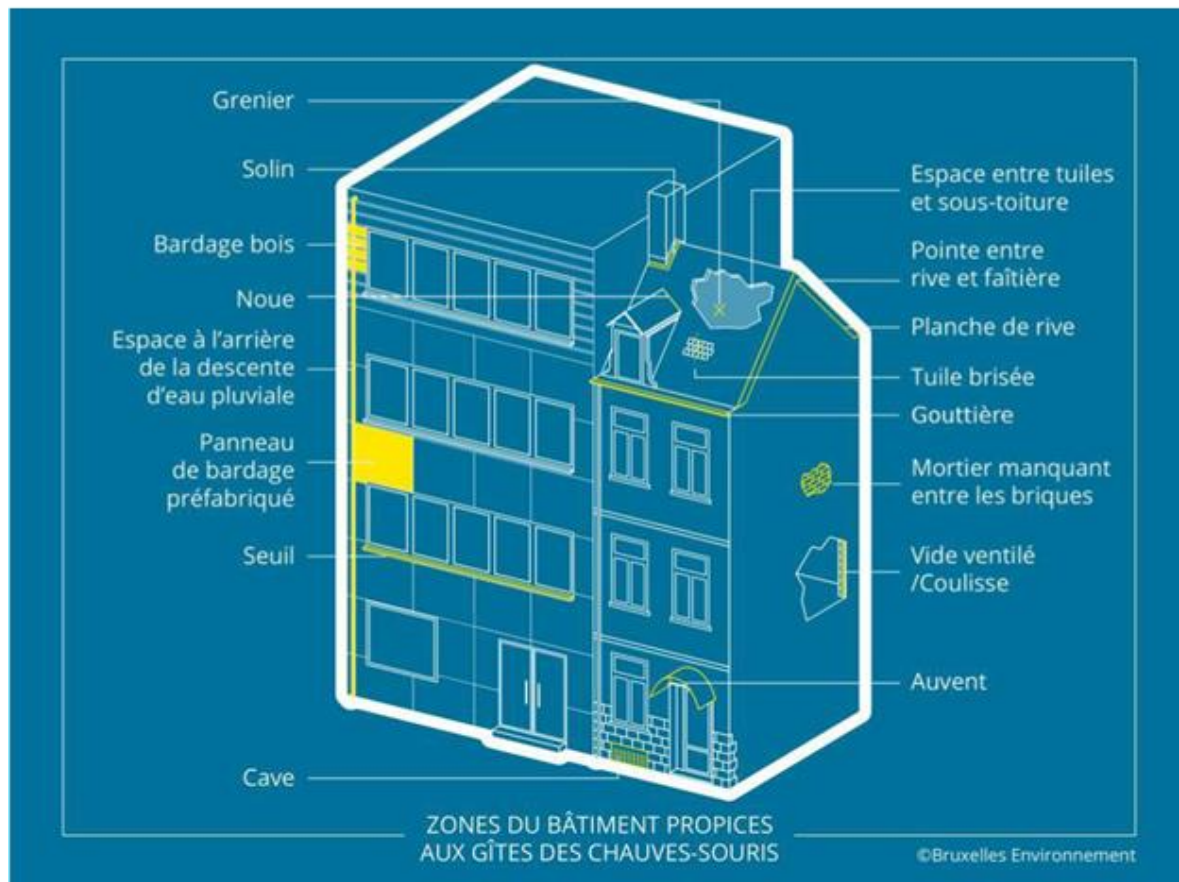 Grenier
Solin
Bardage bois
Noue
Espace à l’arrière
de la descente
d’eau pluviale
Panneau
de bardage
préfabriqué
Seuil
Cave
Espace entre tuiles
et sous-toiture
Pointe entre
rive et faîtière
Planche de rive
Tuile brisée
Gouttière
Mortier manquant
entre les briques
Vide ventilé
/Coulisse
Auvent
ZONES DU BÂTIMENT PROPICES
AUX GÎTES DES CHAUVES-SOURIS
©Bruxelles Environnement